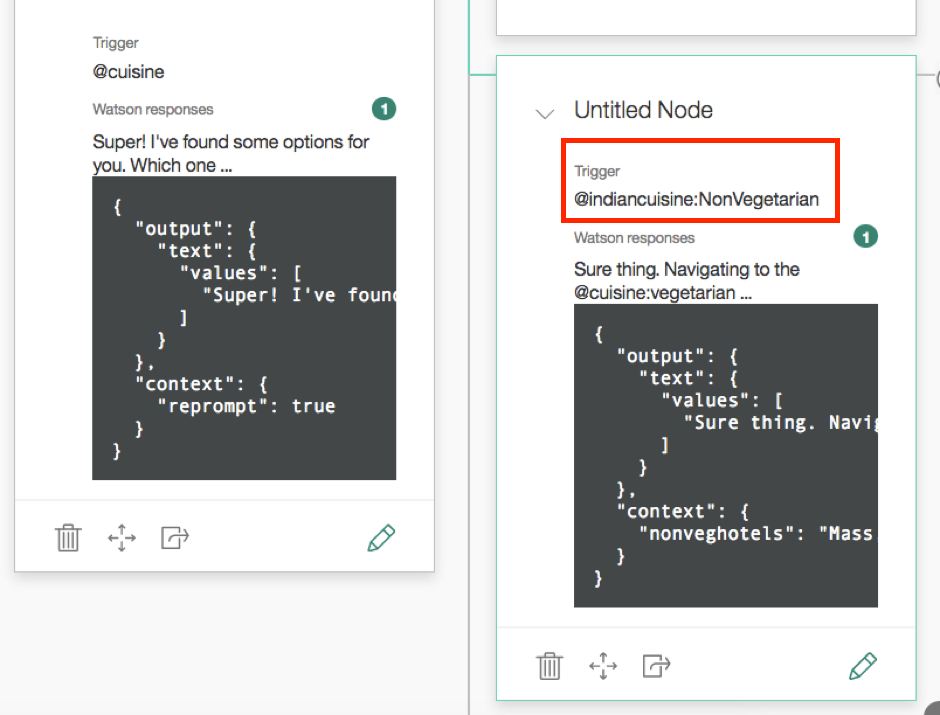 Trigger
@cuisine
Watson responses
1
Super! I've found some options for
you. Which one ...
{
"output": {
"text": {
"values": [
"Super! I've foun
]
}
},
"context": {
"reprompt": true
}
}
Untitled Node
Trigger
@indiancuisine:NonVegetarian
Watson responses
1
Sure thing. Navigating to the
@cuisine:vegetarian ...
{
"output": {
"text": {
"values": [
"Sure thing. Navig
]
}
},
"context": {
"nonveghotels": "Mass
}
}